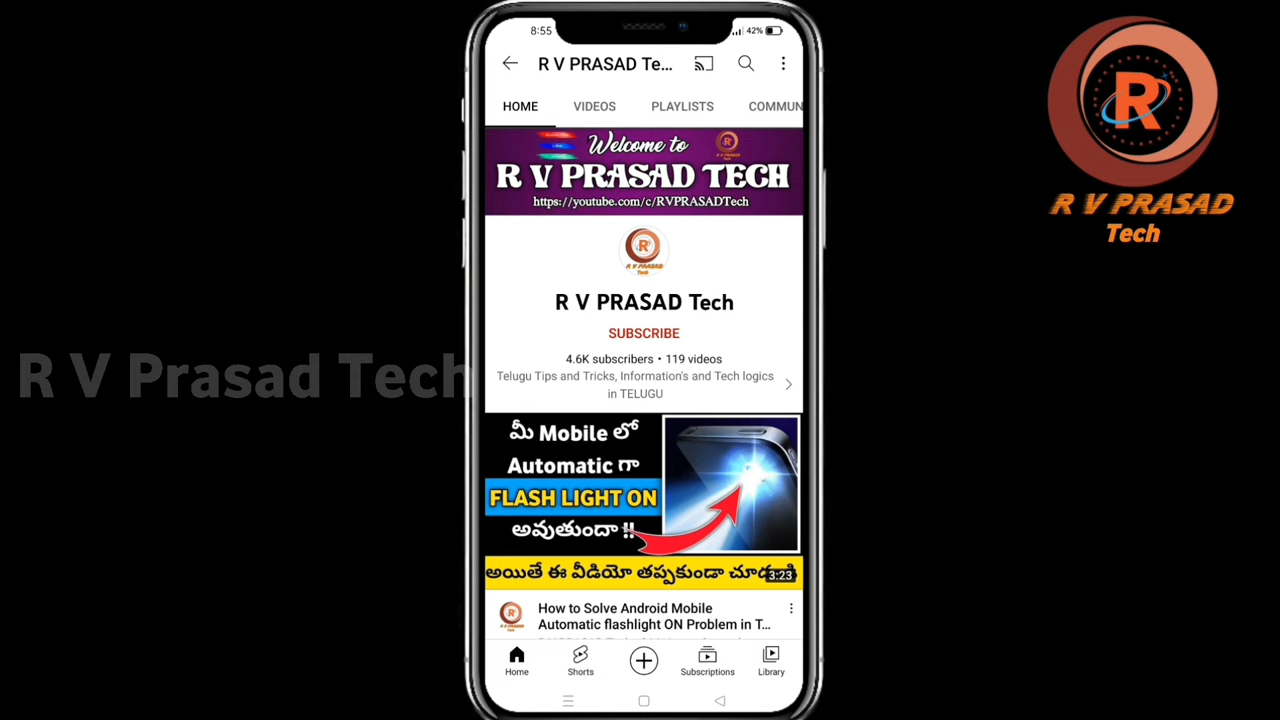 8:55
42%
R V PRASAD Te...
HOME
VIDEOS
PLAYLISTS
COMMUN
Welcome to
R V PRASAD TECH
https://youtube.com/c/RVPRASADTech
R
R V PRASAD
Tech
R V PRASAD Tech
SUBSCRIBE
4.6K subscribers • 119 videos
Telugu Tips and Tricks, Information's and Tech logics
in TELUGU
R V Prasad Tech
మీ Mobile లో
Automatic గా
FLASH LIGHT ON
అవుతుందా !!
అయితే ఈ వీడియో తప్పకుండా
3:23
How to Solve Android Mobile
Automatic flashlight ON Problem in T...
Home
Shorts
Subscriptions
Library
R
R V PRASAD
Tech